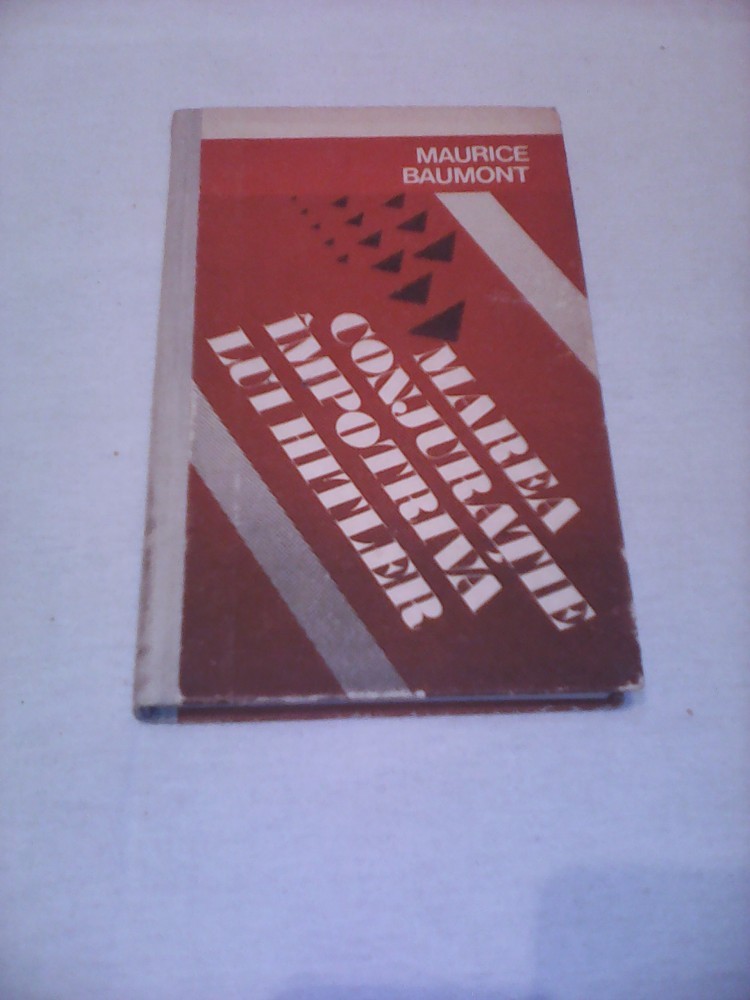 MAURICE
BAUMONT
MAREA
CONJURAȚIE
ÎMPOTRIVA
LUI HITLER